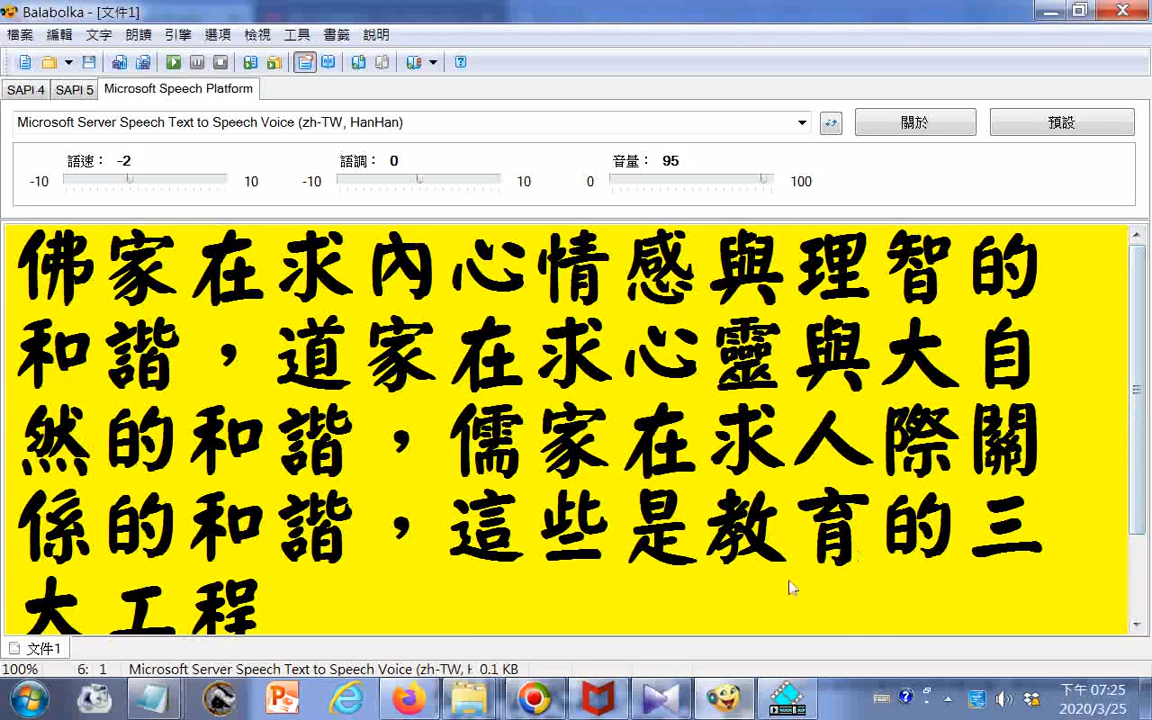 Balabolka - [文件1]
檔案 編輯 文字 朗讀 引擎 選項 檢視 工具 書籤 說明
SAPI 4 SAPI 5 Microsoft Speech Platform
Microsoft Server Speech Text to Speech Voice (zh-TW, HanHan) 關於 預設
語速： -2 語調： 0 音量： 95
-10 10 -10 10 0 100
佛家在求內心情感與理智的
和諧，道家在求心靈與大自
然的和諧，儒家在求人際關
係的和諧，這些是教育的三
大工程
文件1
100% 6: 1 Microsoft Server Speech Text to Speech Voice (zh-TW, H 0.1 KB
下午 07:25
2020/3/25